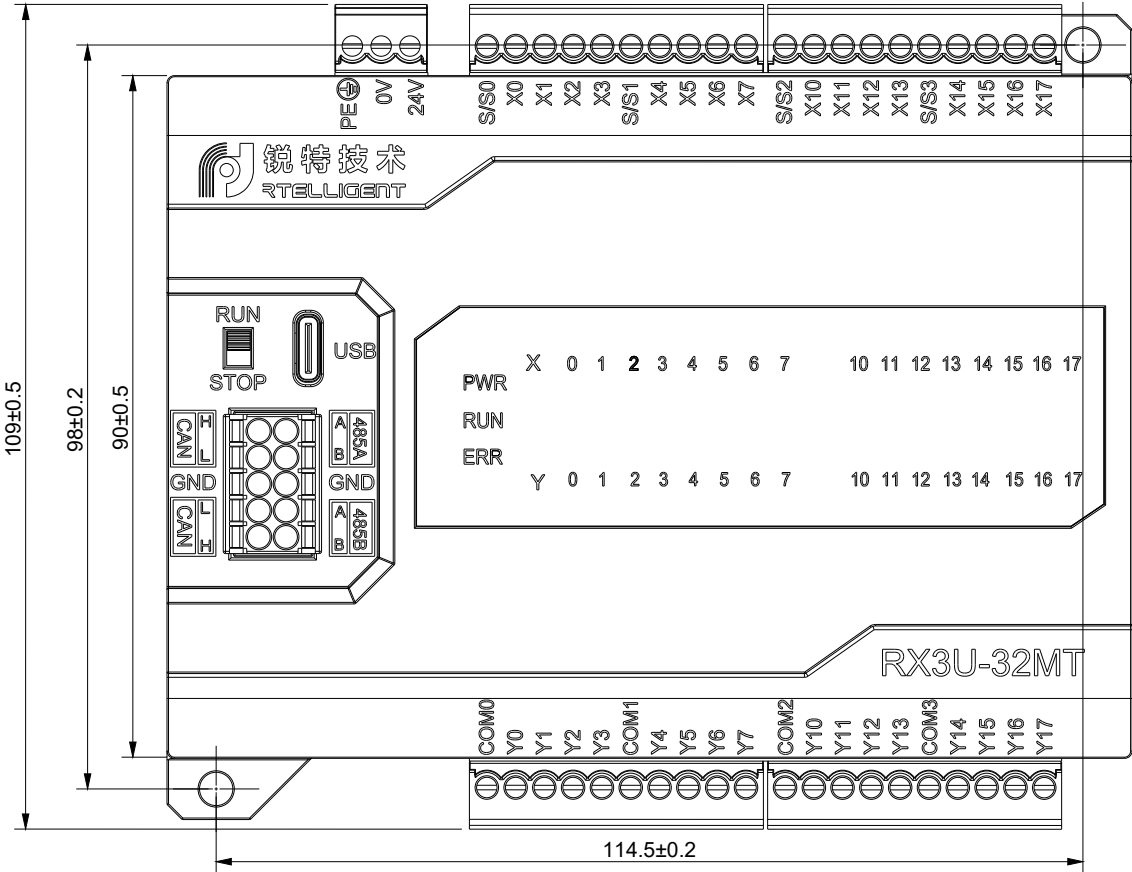 PE 0V 24V S/S0 X0 X1 X2 X3 S/S1 X4 X5 X6 X7 S/S2 X10 X11 X12 X13 S/S3 X14 X15 X16 X17
锐特技术
RTELLIGENT
RUN
USB
STOP
X 0 1 2 3 4 5 6 7 10 11 12 13 14 15 16 17
PWR
RUN
ERR
Y 0 1 2 3 4 5 6 7 10 11 12 13 14 15 16 17
CAN H L
A B 485A
GND GND
CAN L H
A B 485B
109±0.5
98±0.2
90±0.5
RX3U-32MT
COM0 Y0 Y1 Y2 Y3 COM1 Y4 Y5 Y6 Y7 COM2 Y10 Y11 Y12 Y13 COM3 Y14 Y15 Y16 Y17
114.5±0.2